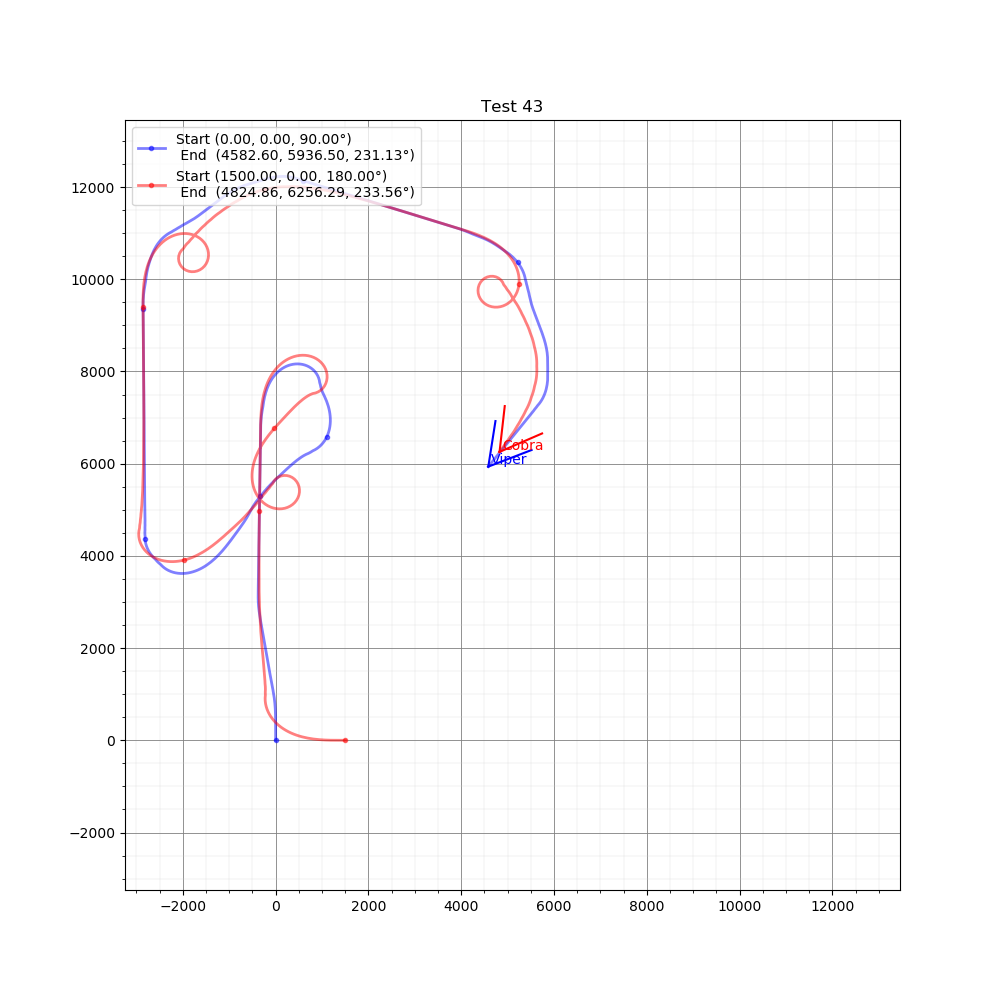 Test 43
Start (0.00, 0.00, 90.00°)
End (4582.60, 5936.50, 231.13°)
Start (1500.00, 0.00, 180.00°)
End (4824.86, 6256.29, 233.56°)
12000
10000
8000
6000
4000
2000
0
−2000
Cobra
Viper
−2000 0 2000 4000 6000 8000 10000 12000